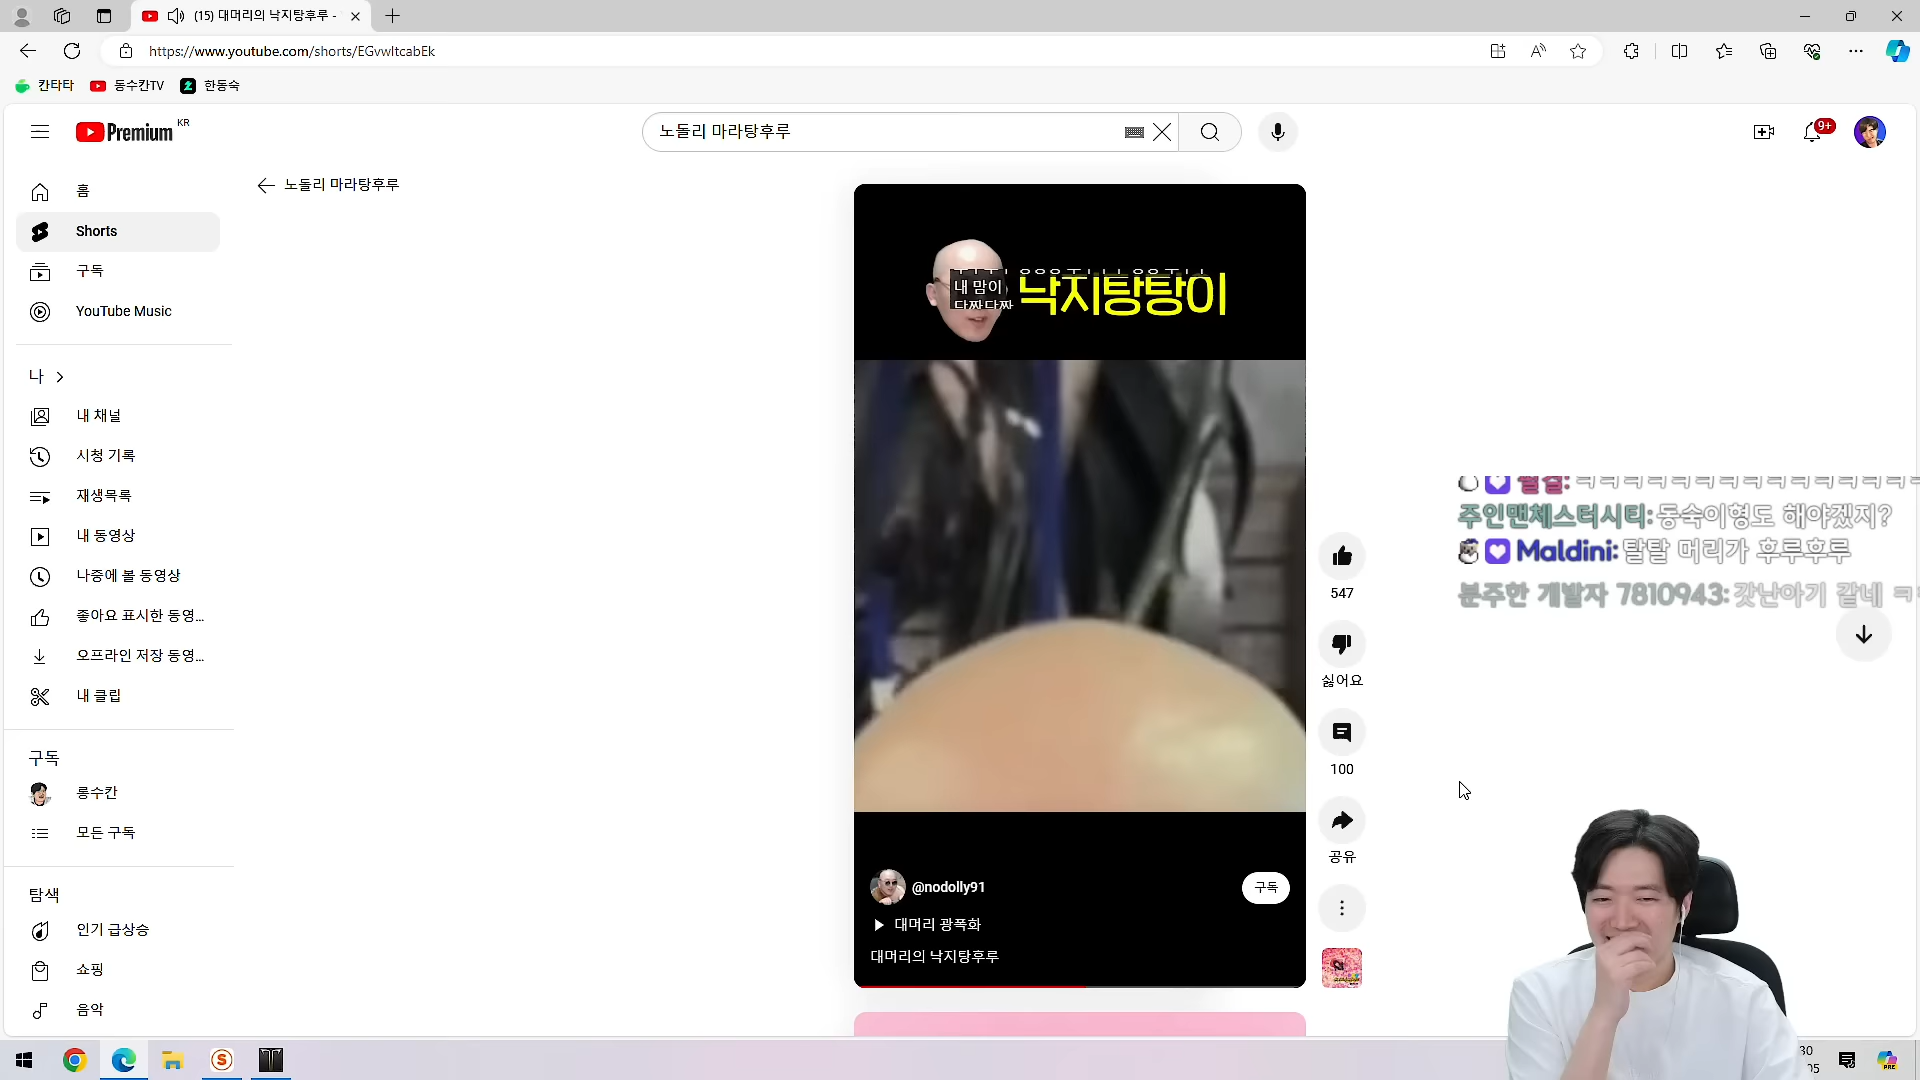 (15) 대머리의 낙지탕후루 -
https://www.youtube.com/shorts/EGvwltcabEk
칸타타
동수칸TV
한동숙
Premium KR
노돌리 마라탕후루
9+
홈
Shorts
구독
YouTube Music
나
내 채널
시청 기록
재생목록
내 동영상
나중에 볼 동영상
좋아요 표시한 동영...
오프라인 저장 동영...
내 클립
구독
롱수칸
모든 구독
탐색
인기 급상승
쇼핑
음악
노돌리 마라탕후루
내 맘이
단짠단짠
낙지탕탕이
@nodolly91
구독
대머리 광폭화
대머리의 낙지탕후루
547
싫어요
100
공유
주인맨체스터시티: 동숙이형도 해야겠지?
Maldini: 탈탈 머리가 후루후루
분주한 개발자 7810943: 갓난아기 같네 ㅋ
30
05